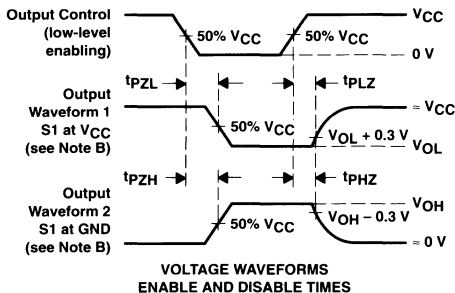 Output Control
(low-level
enabling)
50% VCC
50% VCC
VCC
0 V
tPZL
tPLZ
Output
Waveform 1
S1 at VCC
(see Note B)
50% VCC
≈ VCC
VOL + 0.3 V
VOL
tPZH
tPHZ
Output
Waveform 2
S1 at GND
(see Note B)
50% VCC
VOH
VOH − 0.3 V
≈ 0 V
VOLTAGE WAVEFORMS
ENABLE AND DISABLE TIMES